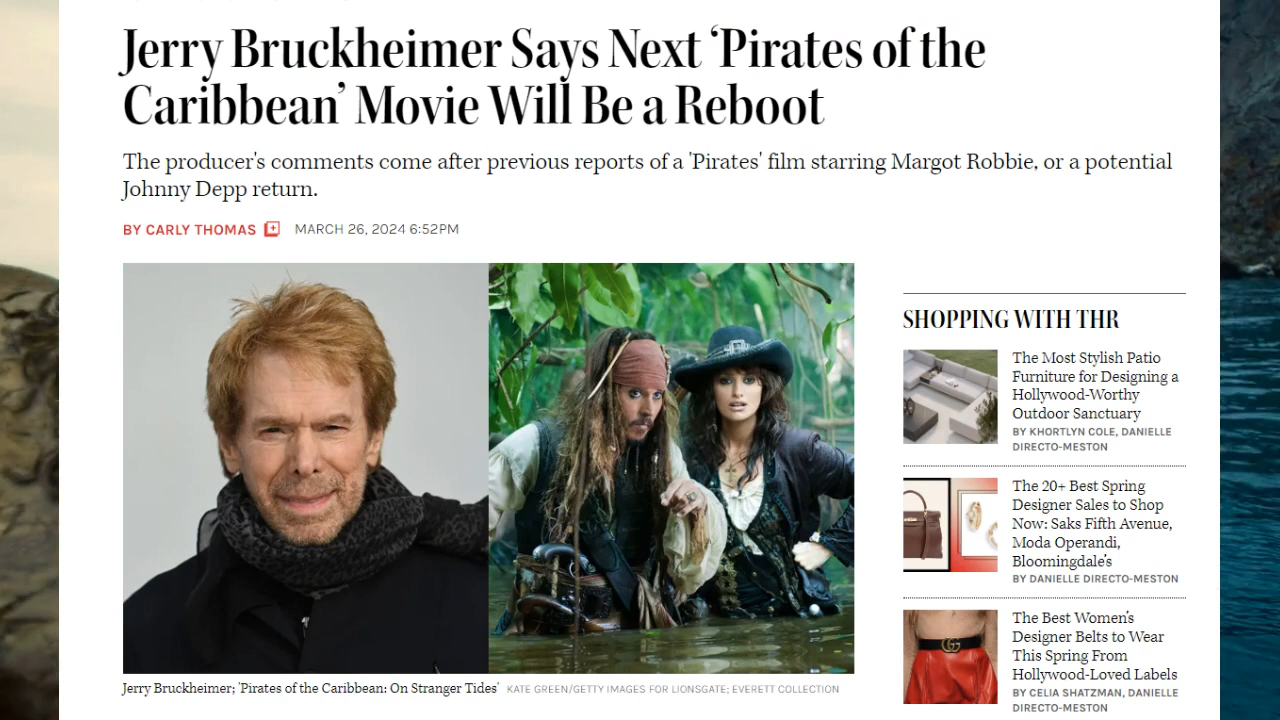 Jerry Bruckheimer Says Next ‘Pirates of the
Caribbean’ Movie Will Be a Reboot
The producer's comments come after previous reports of a 'Pirates' film starring Margot Robbie, or a potential
Johnny Depp return.
BY CARLY THOMAS
MARCH 26, 2024 6:52PM
Jerry Bruckheimer; 'Pirates of the Caribbean: On Stranger Tides' KATE GREEN/GETTY IMAGES FOR LIONSGATE; EVERETT COLLECTION
SHOPPING WITH THR
The Most Stylish Patio
Furniture for Designing a
Hollywood-Worthy
Outdoor Sanctuary
BY KHORTLYN COLE, DANIELLE
DIRECTO-MESTON
The 20+ Best Spring
Designer Sales to Shop
Now: Saks Fifth Avenue,
Moda Operandi,
Bloomingdale’s
BY DANIELLE DIRECTO-MESTON
The Best Women’s
Designer Belts to Wear
This Spring From
Hollywood-Loved Labels
BY CELIA SHATZMAN, DANIELLE
DIRECTO-MESTON